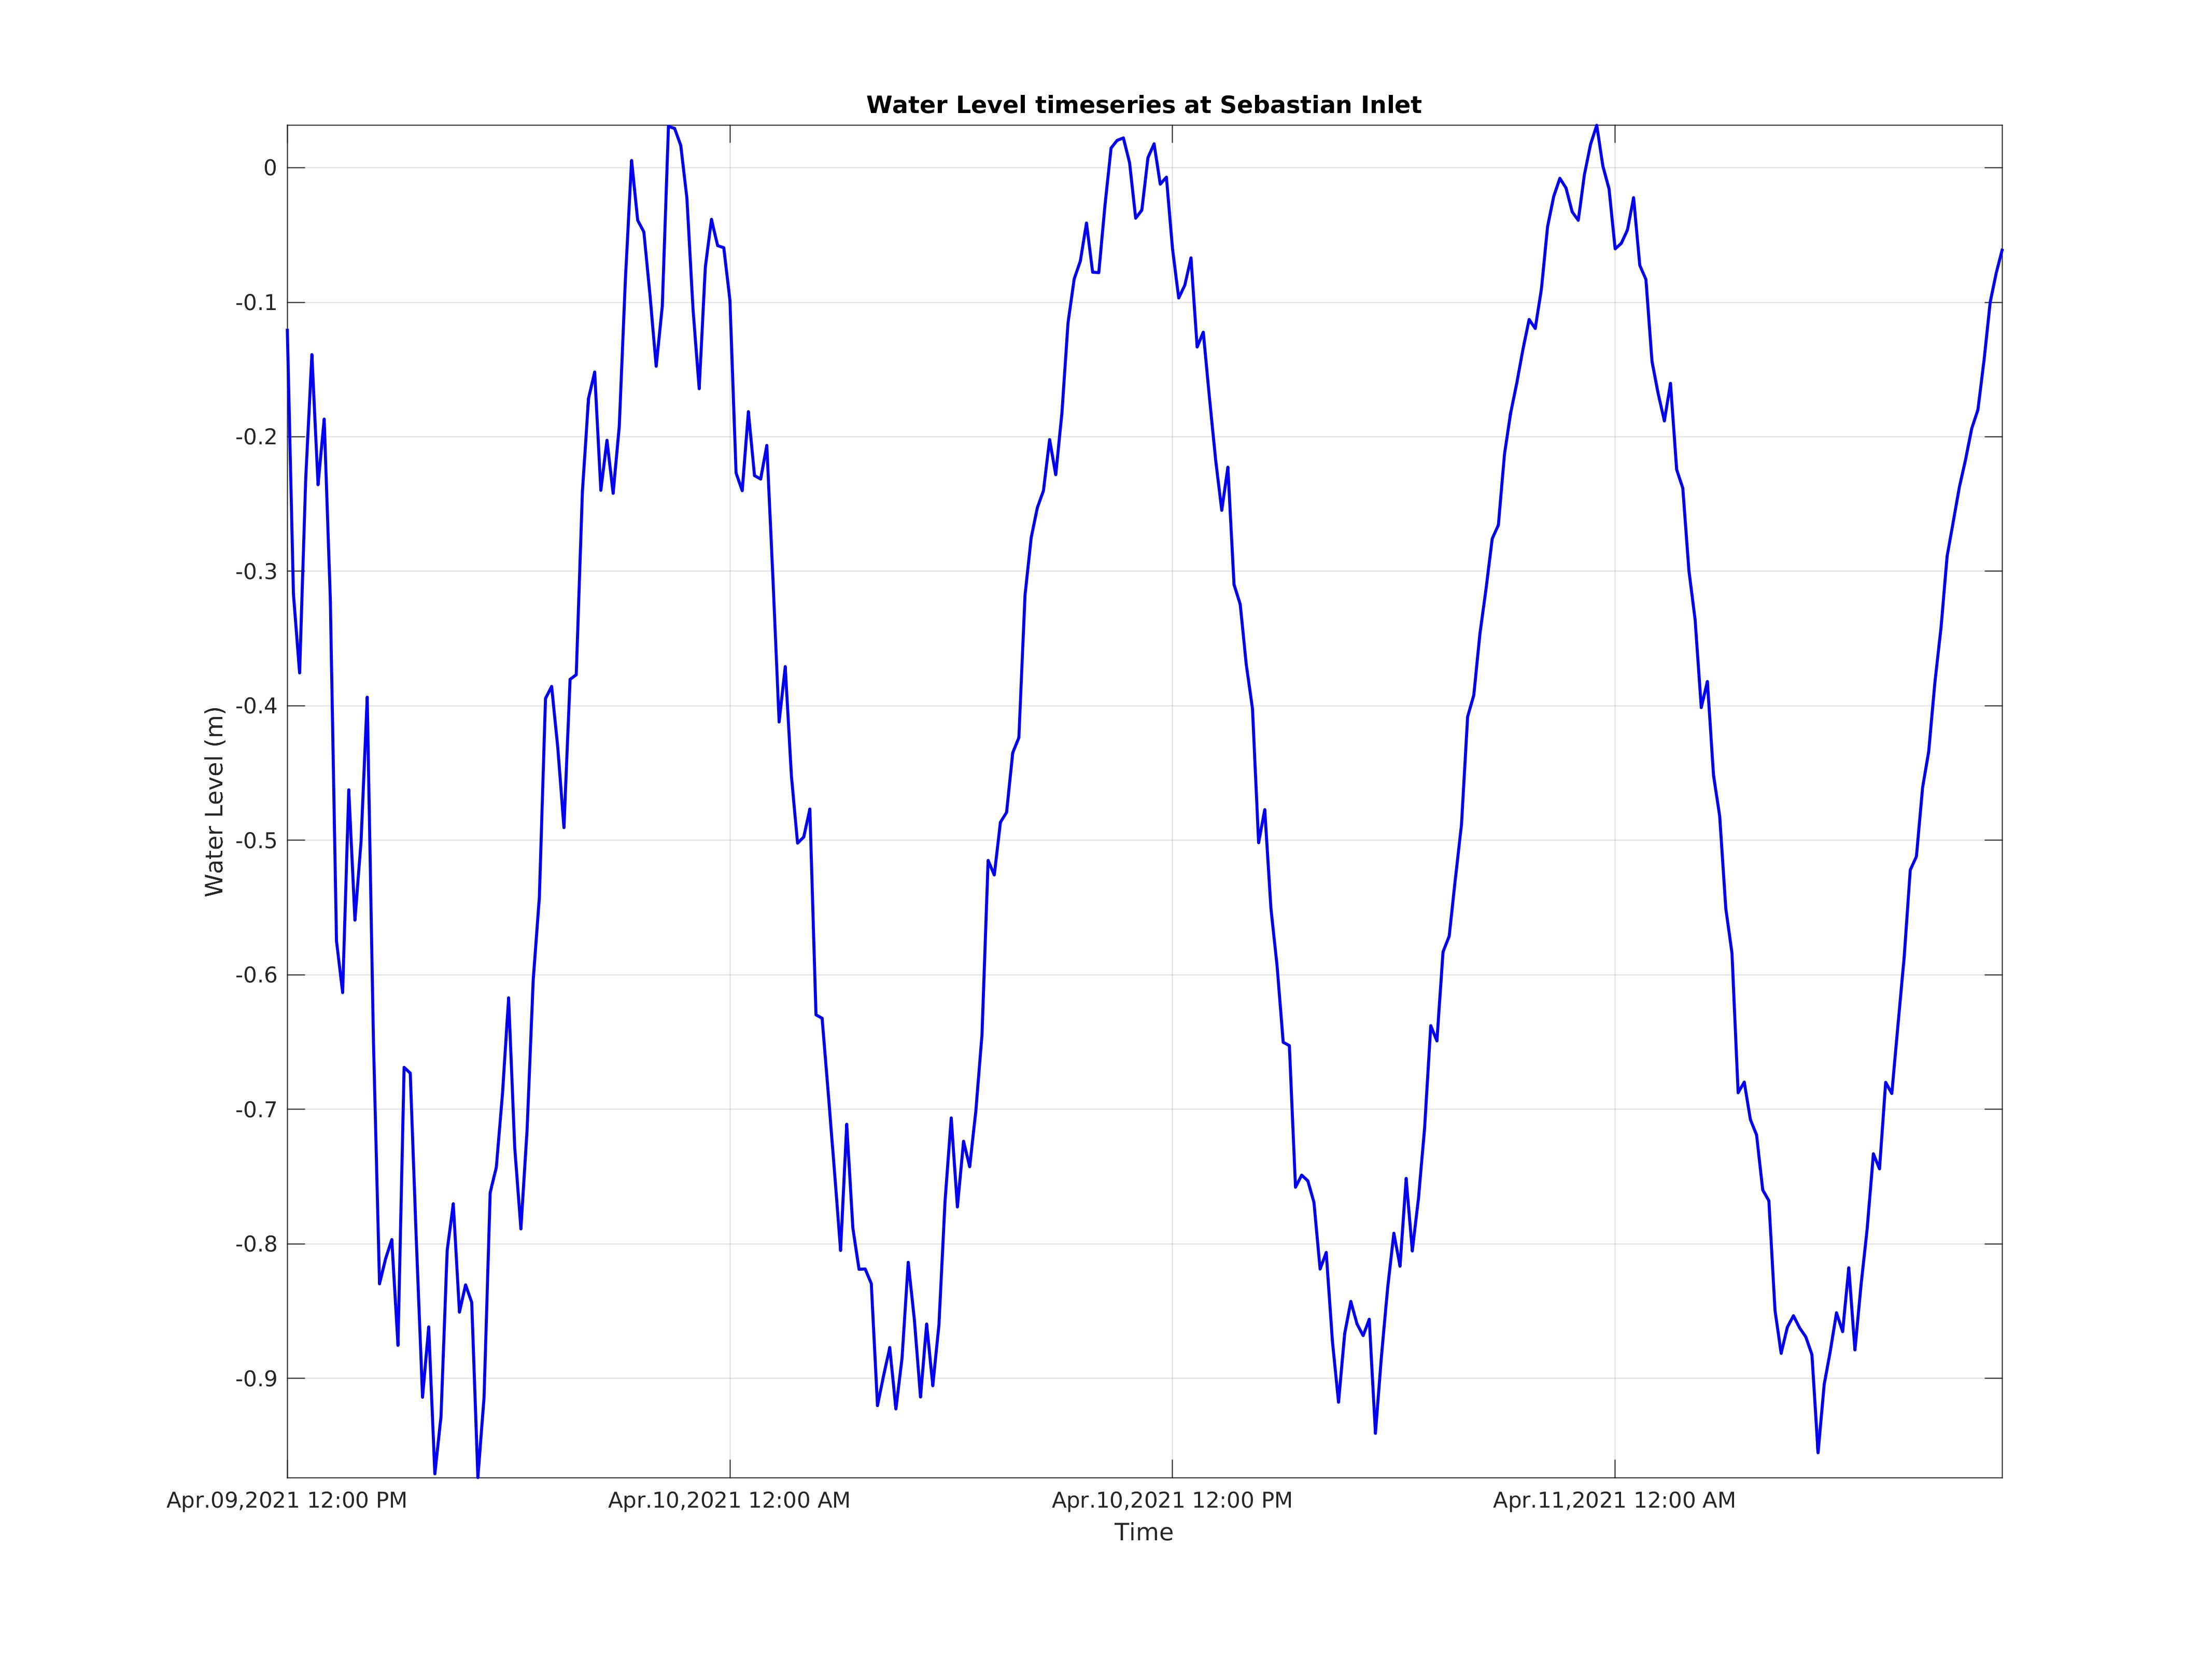 Water Level timeseries at Sebastian Inlet
0
-0.1
-0.2
-0.3
-0.4
-0.5
-0.6
-0.7
-0.8
-0.9
Water Level (m)
Apr.09,2021 12:00 PM
Apr.10,2021 12:00 AM
Apr.10,2021 12:00 PM
Apr.11,2021 12:00 AM
Time